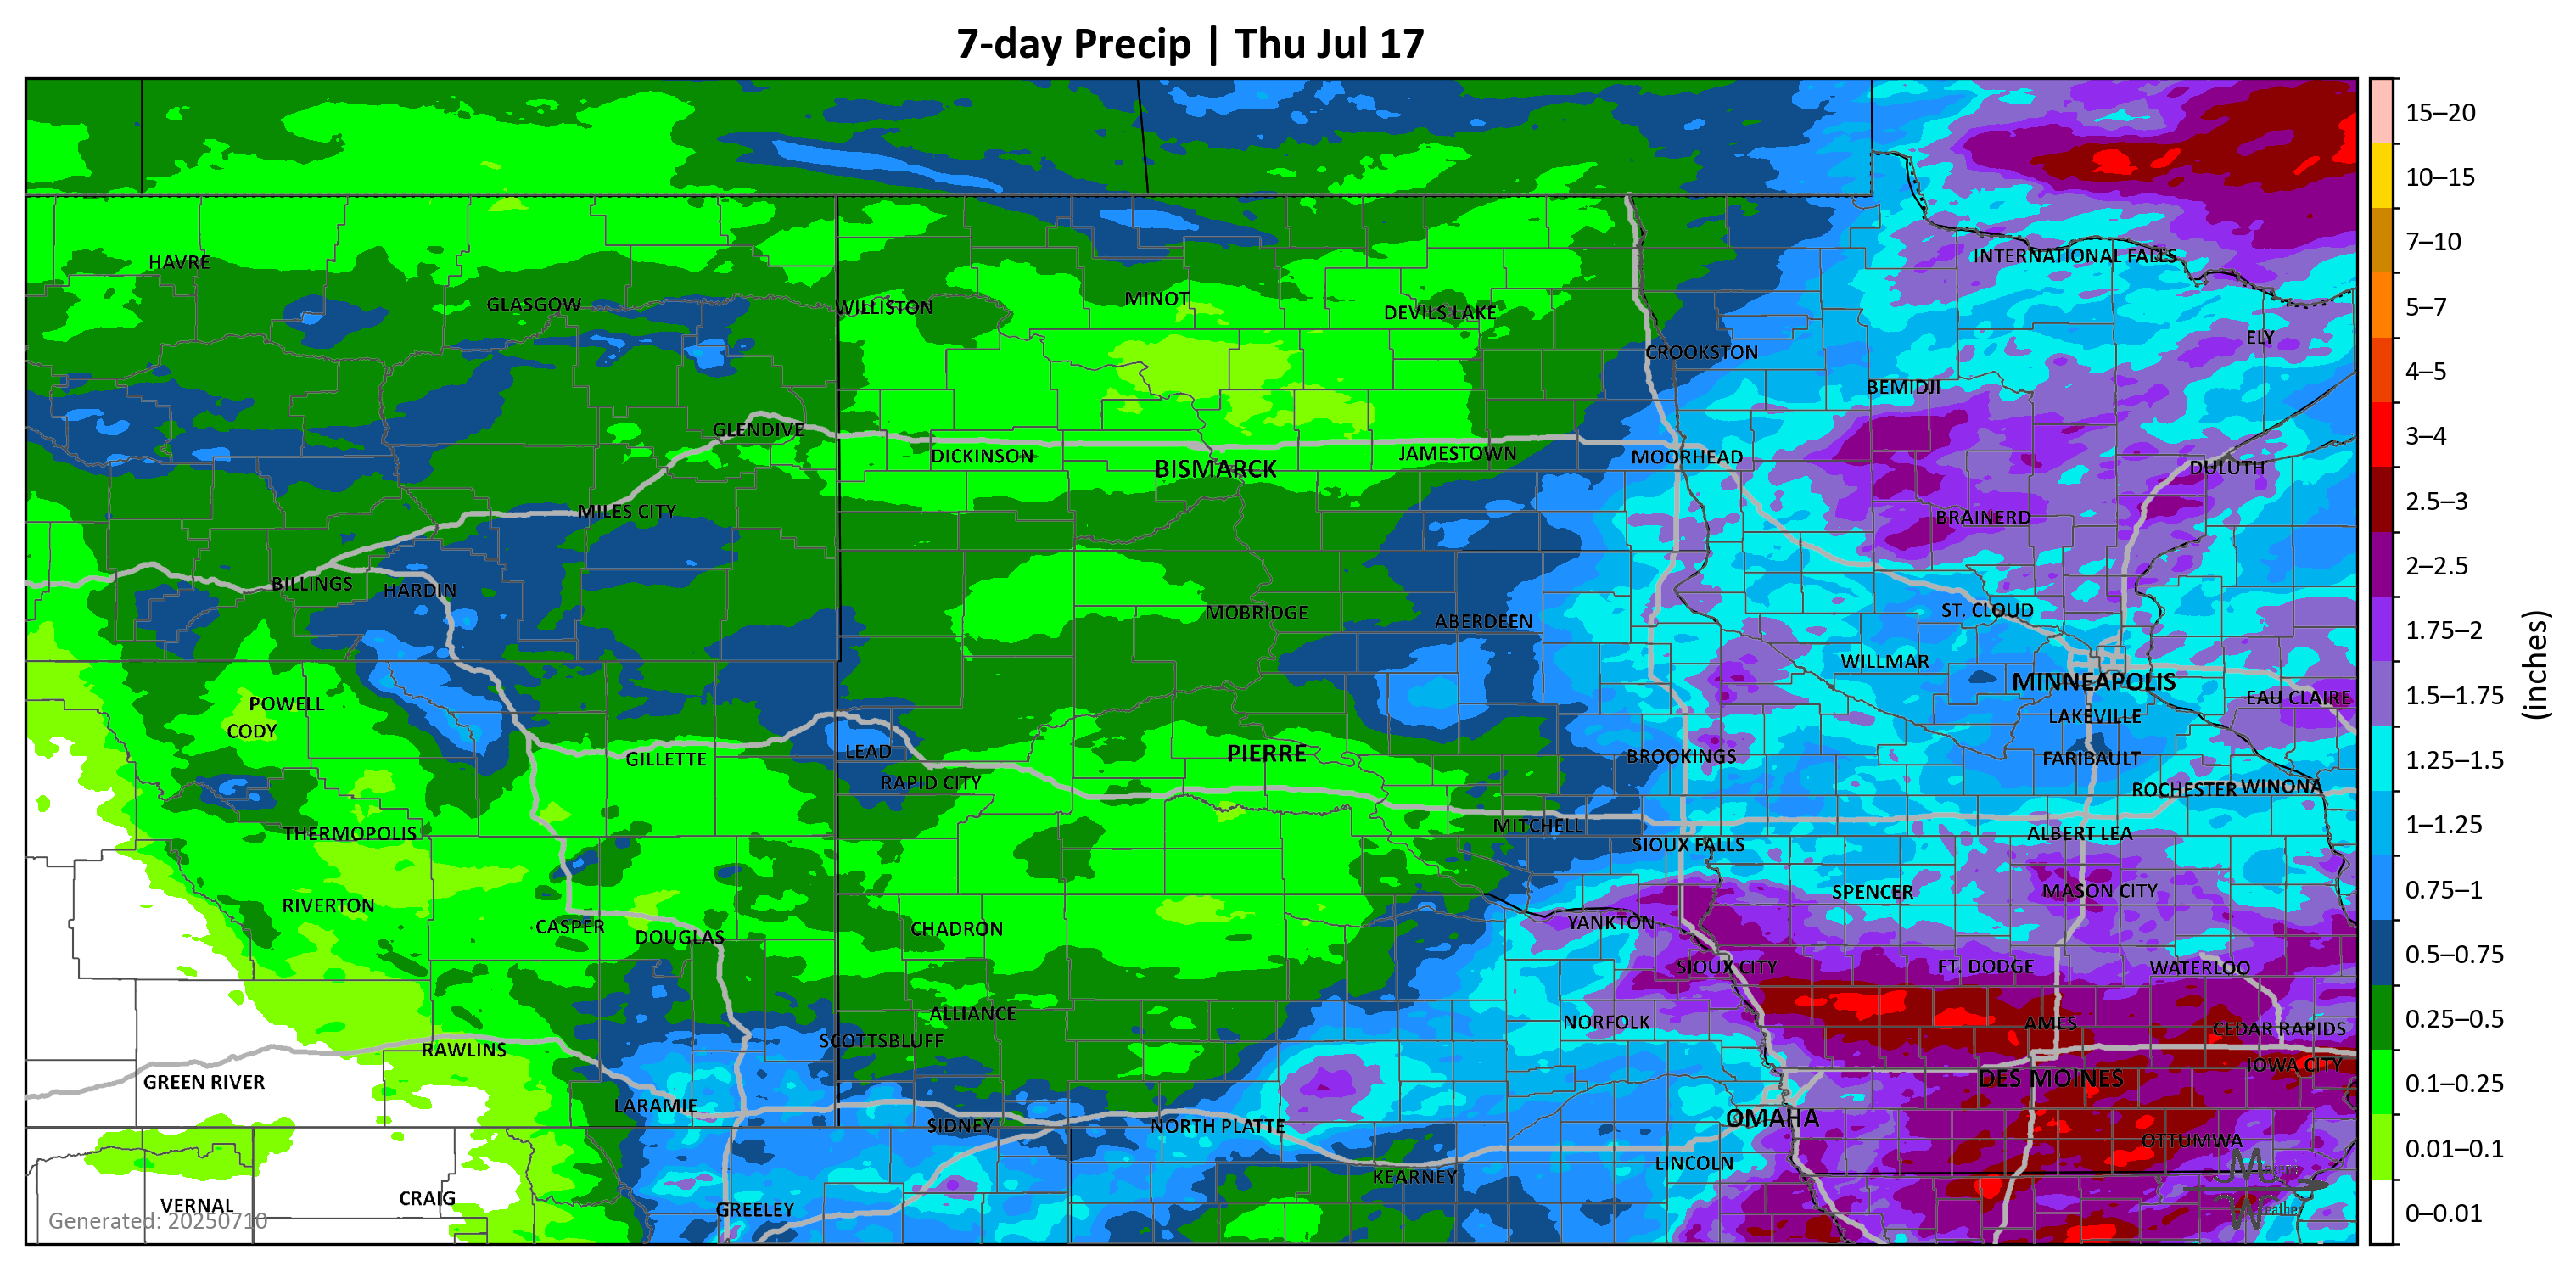 7-day Precip | Thu Jul 17
15–20
10–15
7–10
5–7
4–5
3–4
2.5–3
2–2.5
1.75–2
1.5–1.75
1.25–1.5
1–1.25
0.75–1
0.5–0.75
0.25–0.5
0.1–0.25
0.01–0.1
0–0.01
(inches)
HAVRE
INTERNATIONAL FALLS
GLASGOW
WILLISTON
MINOT
DEVILS LAKE
ELY
CROOKSTON
BEMIDJI
GLENDIVE
DICKINSON
BISMARCK
JAMESTOWN
MOORHEAD
DULUTH
MILES CITY
BRAINERD
BILLINGS
HARDIN
MOBRIDGE
ABERDEEN
ST. CLOUD
WILLMAR
MINNEAPOLIS
POWELL
EAU CLAIRE
CODY
LAKEVILLE
GILLETTE
LEAD
PIERRE
BROOKINGS
FARIBAULT
RAPID CITY
ROCHESTER
WINONA
THERMOPOLIS
MITCHELL
SIOUX FALLS
ALBERT LEA
RIVERTON
SPENCER
MASON CITY
CASPER
DOUGLAS
CHADRON
YANKTON
SIOUX CITY
FT. DODGE
WATERLOO
ALLIANCE
NORFOLK
AMES
CEDAR RAPIDS
RAWLINS
SCOTTSBLUFF
GREEN RIVER
DES MOINES
IOWA CITY
LARAMIE
SIDNEY
NORTH PLATTE
OMAHA
OTTUMWA
KEARNEY
LINCOLN
VERNAL
CRAIG
GREELEY
Generated: 20250710